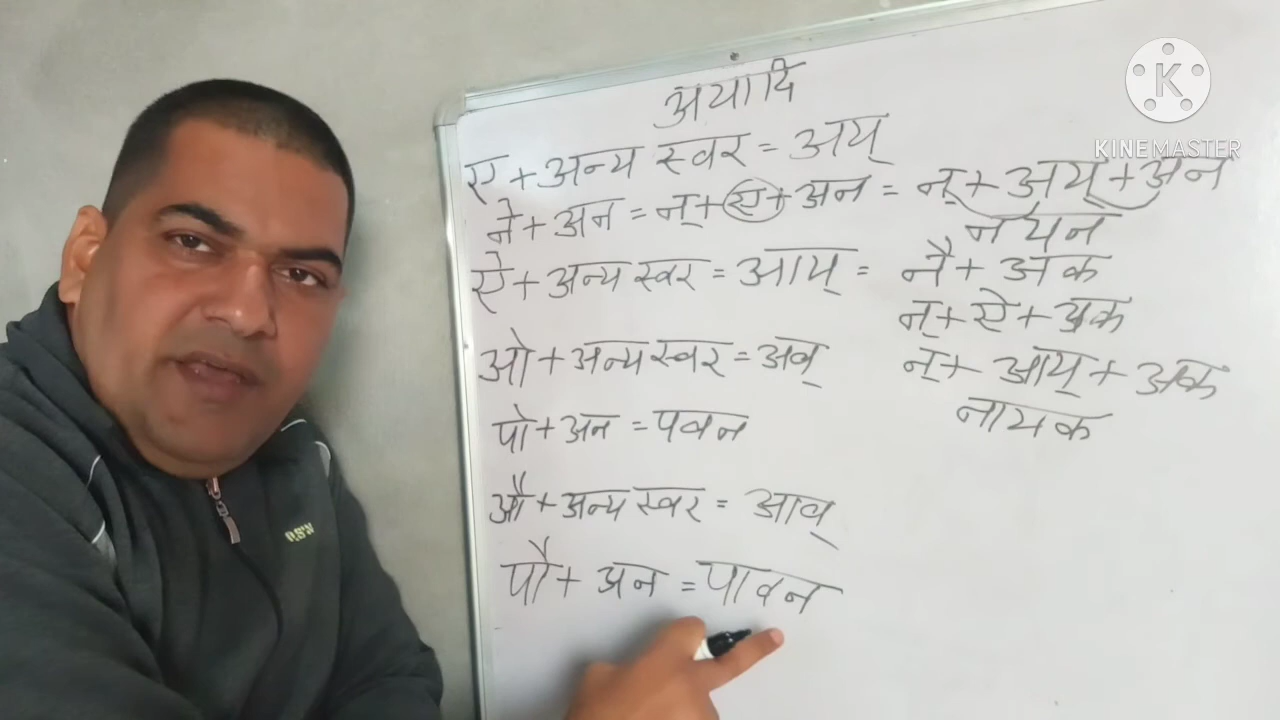 अयादि
ए + अन्य स्वर = अय्
ने + अन = न् + ए + अन = न् + अय् + अन
नयन
ऐ + अन्य स्वर = आय् = नै + अक
न् + ऐ + अक
ओ + अन्य स्वर = अव्
न् + आय् + अक
नायक
पो + अन = पवन
औ + अन्य स्वर = आव्
पौ + अन = पावन
K
KINEMASTER